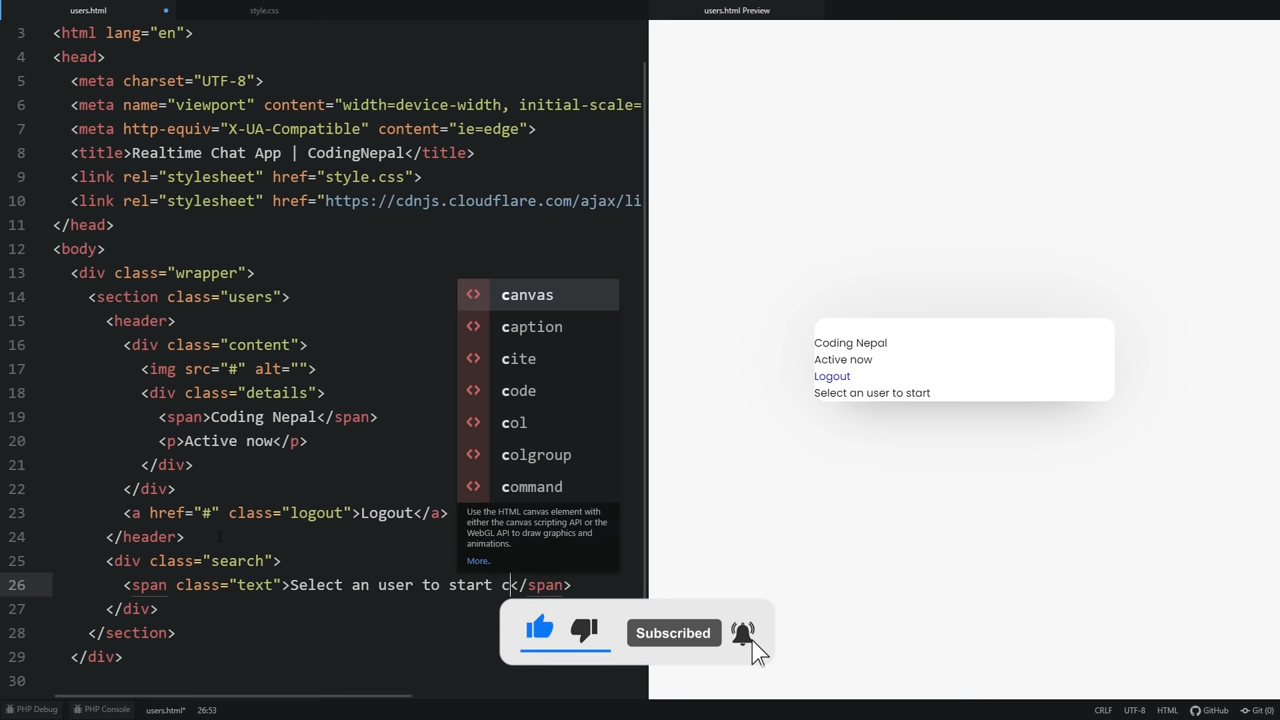 users.html
style.css
users.html Preview
3 <html lang="en">
4 <head>
5 <meta charset="UTF-8">
6 <meta name="viewport" content="width=device-width, initial-scale=
7 <meta http-equiv="X-UA-Compatible" content="ie=edge">
8 <title>Realtime Chat App | CodingNepal</title>
9 <link rel="stylesheet" href="style.css">
10 <link rel="stylesheet" href="https://cdnjs.cloudflare.com/ajax/li
11 </head>
12 <body>
13 <div class="wrapper">
14 <section class="users">
15 <header>
16 <div class="content">
17 <img src="#" alt="">
18 <div class="details">
19 <span>Coding Nepal</span>
20 <p>Active now</p>
21 </div>
22 </div>
23 <a href="#" class="logout">Logout</a>
24 </header>
25 <div class="search">
26 <span class="text">Select an user to start c</span>
27 </div>
28 </section>
29 </div>
30
canvas
caption
cite
code
col
colgroup
command
Use the HTML canvas element with
either the canvas scripting API or the
WebGL API to draw graphics and
animations.
More..
Coding Nepal
Active now
Logout
Select an user to start
Subscribed
PHP Debug
PHP Console
users.html*
26:53
CRLF
UTF-8
HTML
GitHub
Git (0)